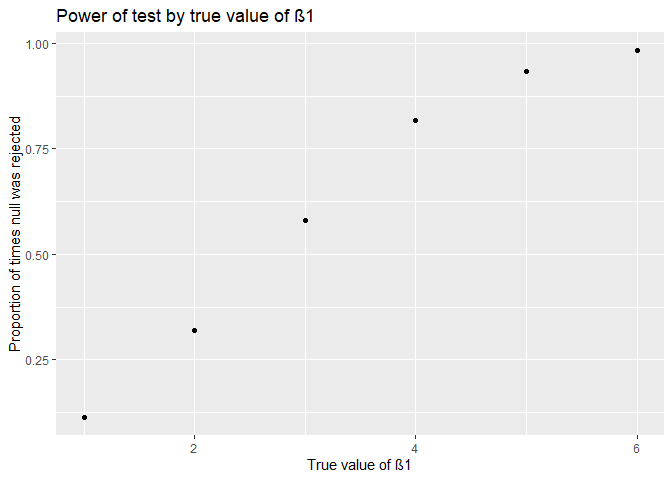 Power of test by true value of ß1
Proportion of times null was rejected
1.00
0.75
0.50
0.25
2
4
6
True value of ß1